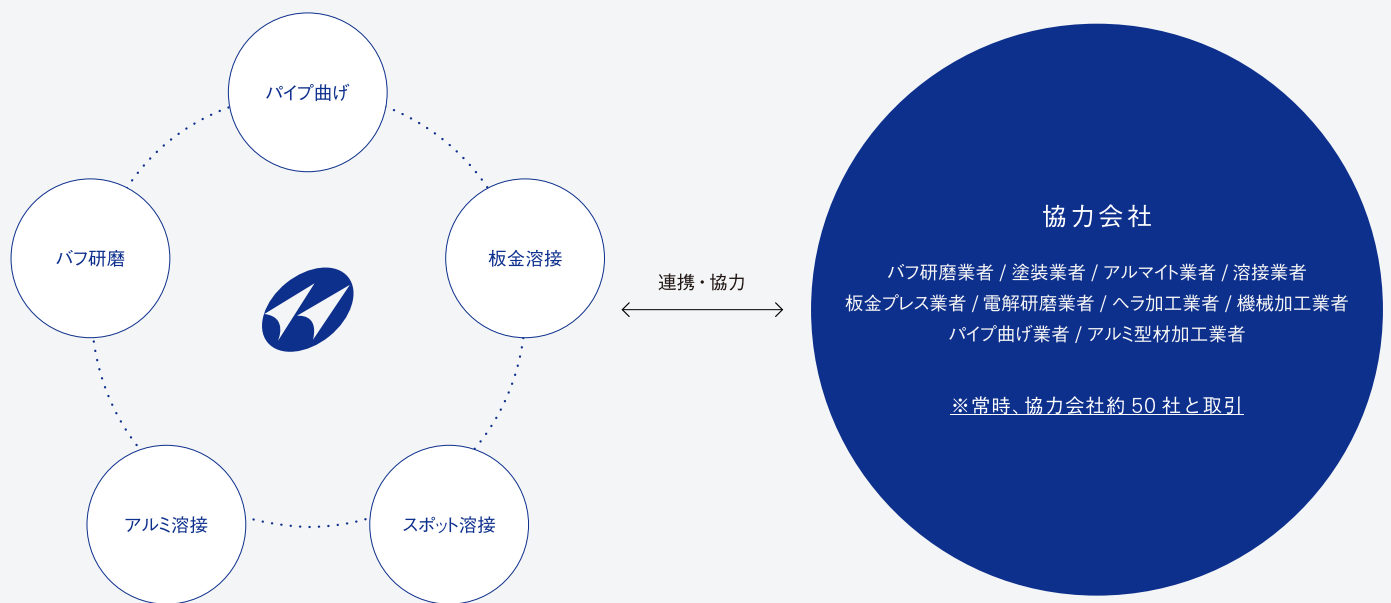 パイプ曲げ
バフ研磨
板金溶接
アルミ溶接
スポット溶接
連携・協力
協力会社
バフ研磨業者 / 塗装業者 / アルマイト業者 / 溶接業者
板金プレス業者 / 電解研磨業者 / ヘラ加工業者 / 機械加工業者
パイプ曲げ業者 / アルミ型材加工業者
※常時、協力会社約 50 社と取引